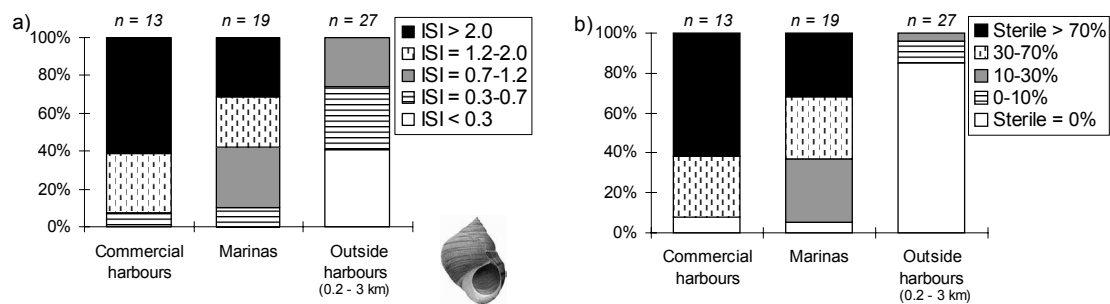 a)
n = 13 n = 19 n = 27
100%
80%
60%
40%
20%
0%
ISI > 2.0
ISI = 1.2-2.0
ISI = 0.7-1.2
ISI = 0.3-0.7
ISI < 0.3
Commercial harbours
Marinas
Outside harbours
(0.2 - 3 km)
b)
n = 13 n = 19 n = 27
100%
80%
60%
40%
20%
0%
Sterile > 70%
30-70%
10-30%
0-10%
Sterile = 0%
Commercial harbours
Marinas
Outside harbours
(0.2 - 3 km)